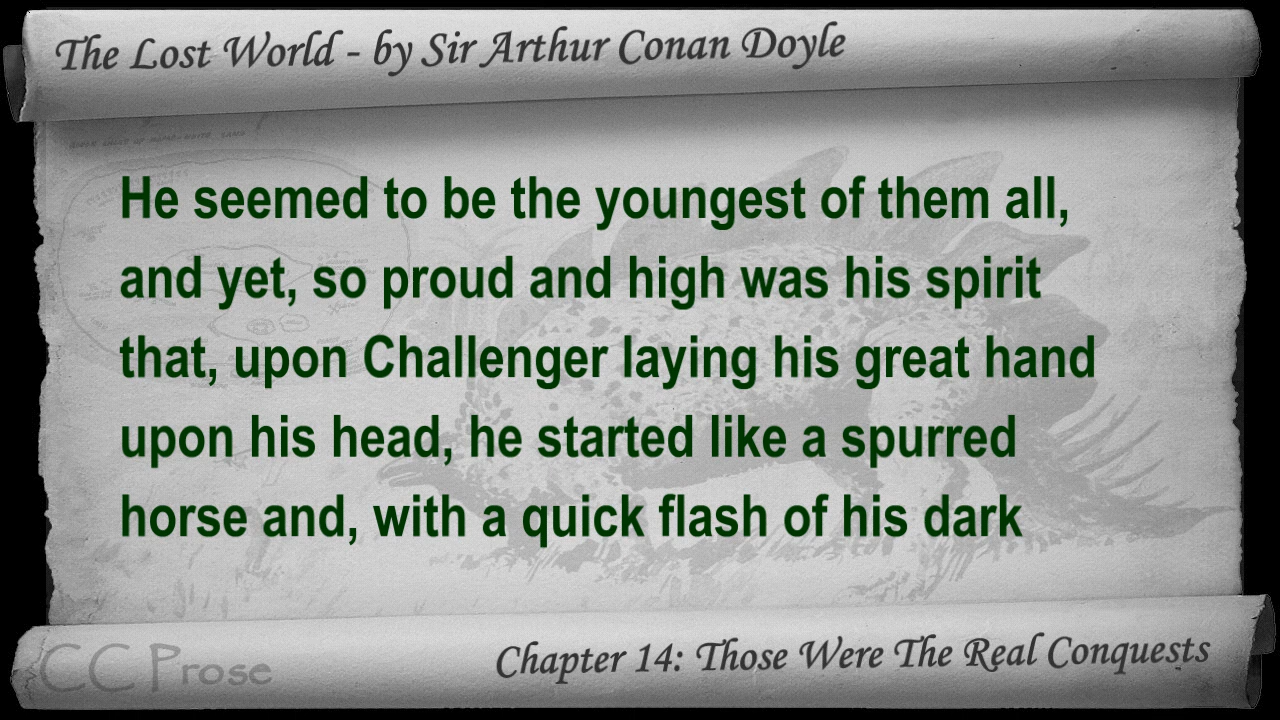 The Lost World - by Sir Arthur Conan Doyle
He seemed to be the youngest of them all,
and yet, so proud and high was his spirit
that, upon Challenger laying his great hand
upon his head, he started like a spurred
horse and, with a quick flash of his dark
CC Prose
Chapter 14: Those Were The Real Conquests